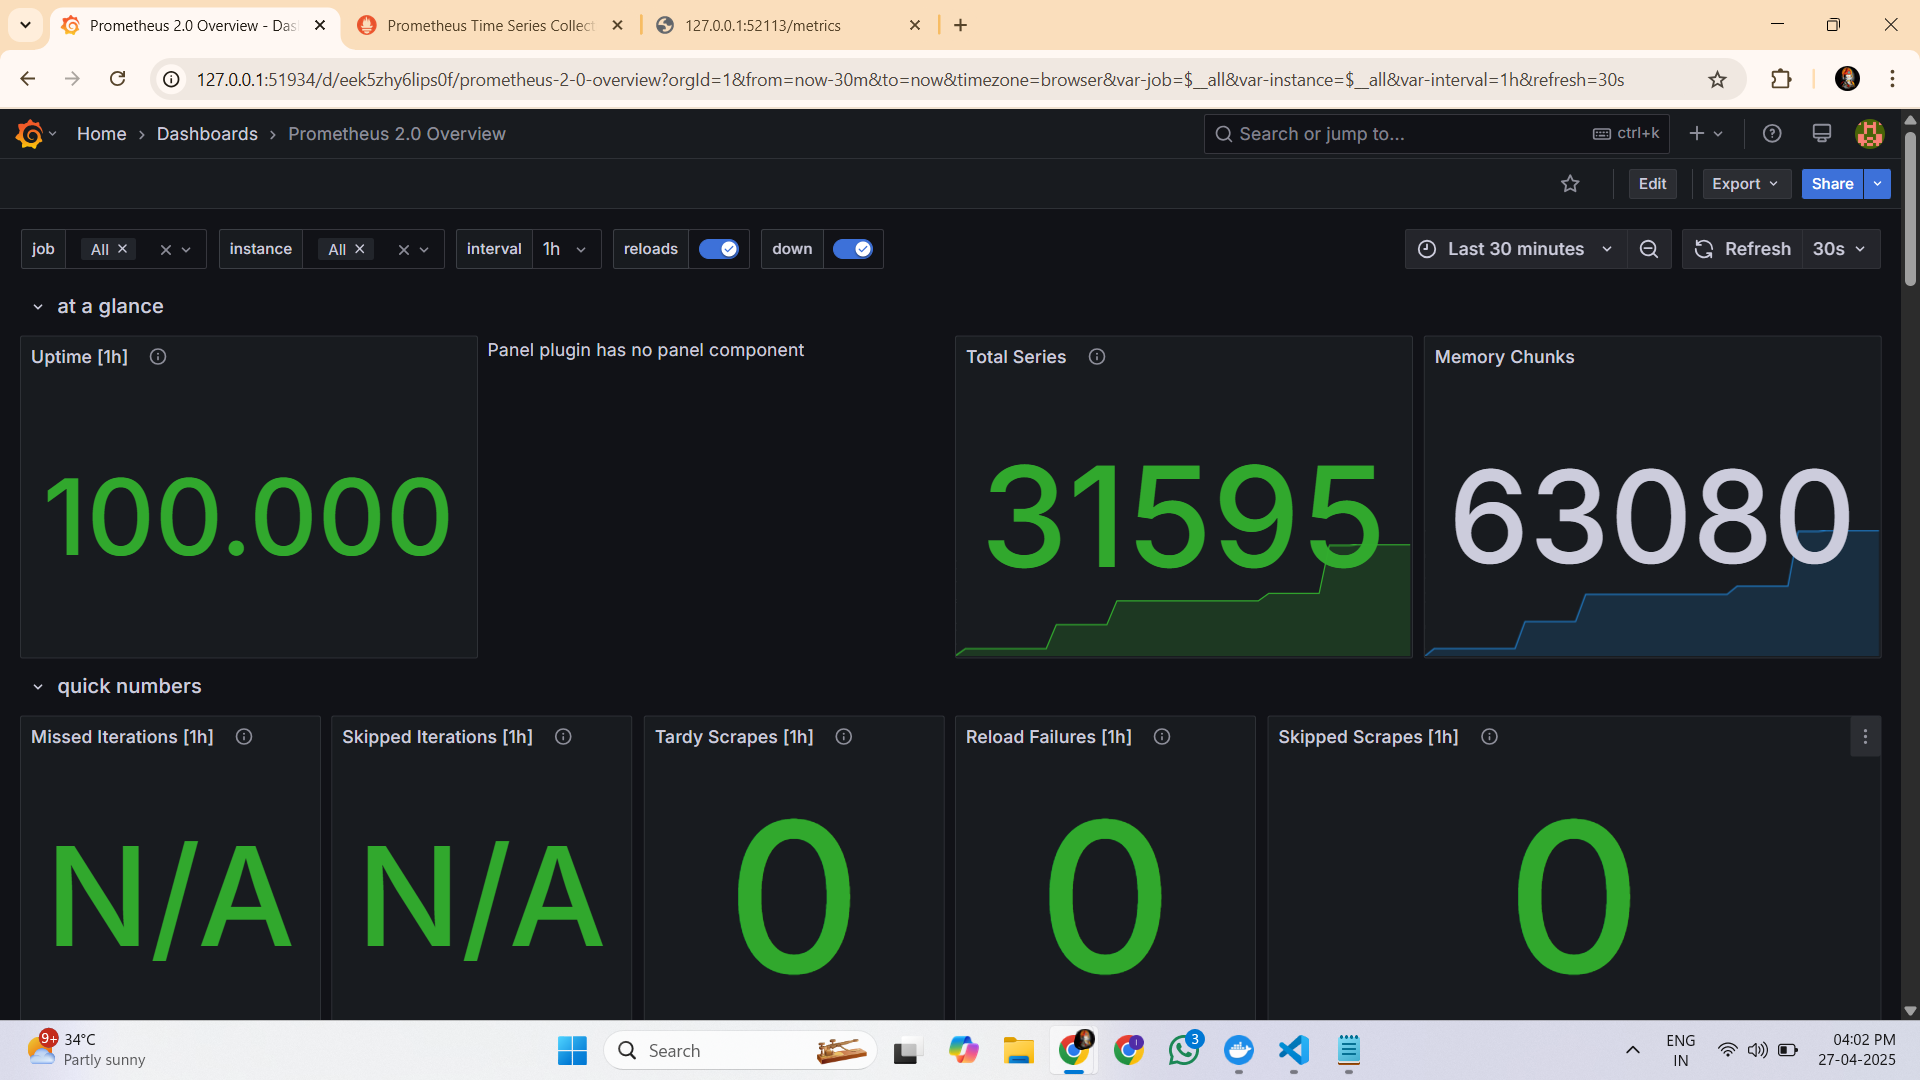 Prometheus 2.0 Overview - Das
Prometheus Time Series Collect
127.0.0.1:52113/metrics
127.0.0.1:51934/d/eek5zhy6lips0f/prometheus-2-0-overview?orgId=1&from=now-30m&to=now&timezone=browser&var-job=$__all&var-instance=$__all&var-interval=1h&refresh=30s
Home > Dashboards > Prometheus 2.0 Overview
Search or jump to...
ctrl+k
Edit
Export
Share
job
All
instance
All
interval
1h
reloads
down
Last 30 minutes
Refresh
30s
at a glance
Uptime [1h]
100.000
Panel plugin has no panel component
Total Series
31595
Memory Chunks
63080
quick numbers
Missed Iterations [1h]
N/A
Skipped Iterations [1h]
N/A
Tardy Scrapes [1h]
0
Reload Failures [1h]
0
Skipped Scrapes [1h]
0
9+
34°C
Partly sunny
Search
3
ENG
IN
04:02 PM
27-04-2025